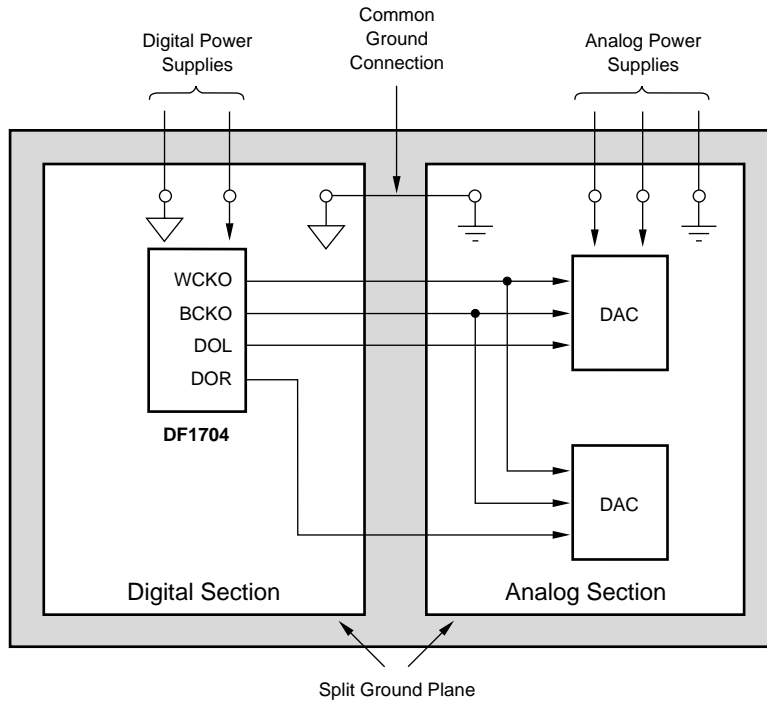 Common
Ground
Connection
Digital Power
Supplies
Analog Power
Supplies
WCKO
BCKO
DOL
DOR
DF1704
DAC
DAC
Digital Section
Analog Section
Split Ground Plane